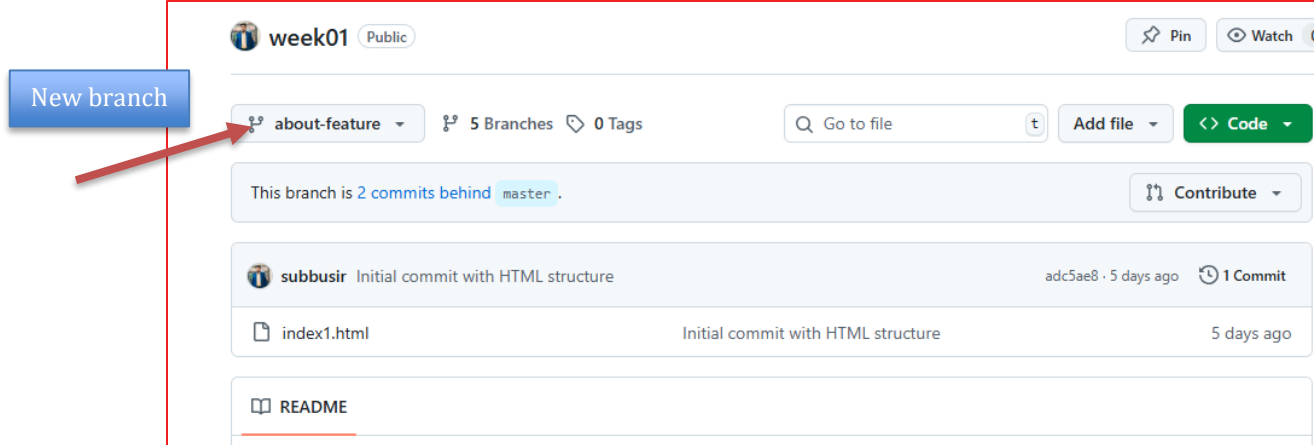 week01 Public
Pin
Watch
New branch
about-feature
5 Branches
0 Tags
Go to file
t
Add file
<> Code
This branch is 2 commits behind master .
Contribute
subbusir Initial commit with HTML structure
adc5ae8 · 5 days ago
1 Commit
index1.html
Initial commit with HTML structure
5 days ago
README